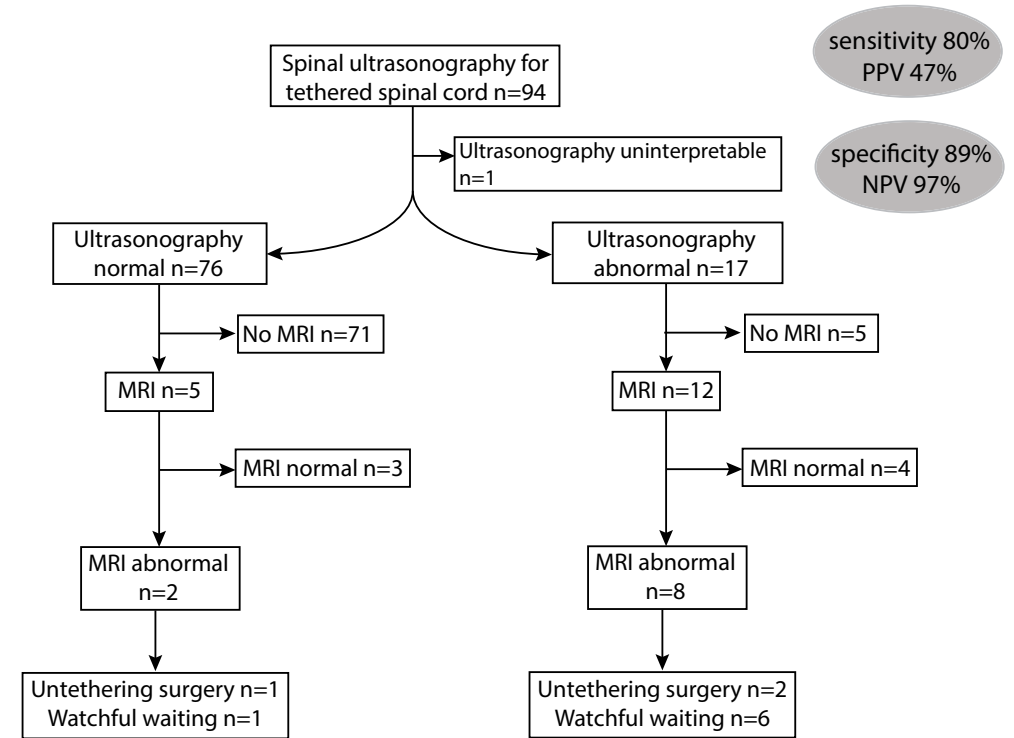 sensitivity 80%
PPV 47%
Spinal ultrasonography for
tethered spinal cord n=94
Ultrasonography uninterpretable
n=1
specificity 89%
NPV 97%
Ultrasonography
normal n=76
Ultrasonography
abnormal n=17
No MRI n=71
No MRI n=5
MRI n=5
MRI n=12
MRI normal n=3
MRI normal n=4
MRI abnormal
n=2
MRI abnormal
n=8
Untethering surgery n=1
Watchful waiting n=1
Untethering surgery n=2
Watchful waiting n=6